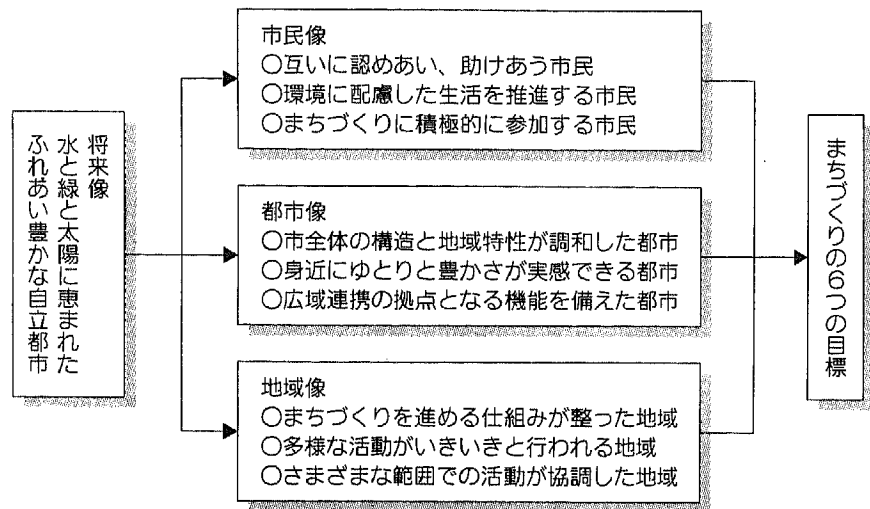 将来像
水と緑と太陽に恵まれた
ふれあい豊かな自立都市
市民像
○互いに認めあい、助けあう市民
○環境に配慮した生活を推進する市民
○まちづくりに積極的に参加する市民
都市像
○市全体の構造と地域特性が調和した都市
○身近にゆとりと豊かさが実感できる都市
○広域連携の拠点となる機能を備えた都市
地域像
○まちづくりを進める仕組みが整った地域
○多様な活動がいきいきと行われる地域
○さまざまな範囲での活動が協調した地域
まちづくりの6つの目標